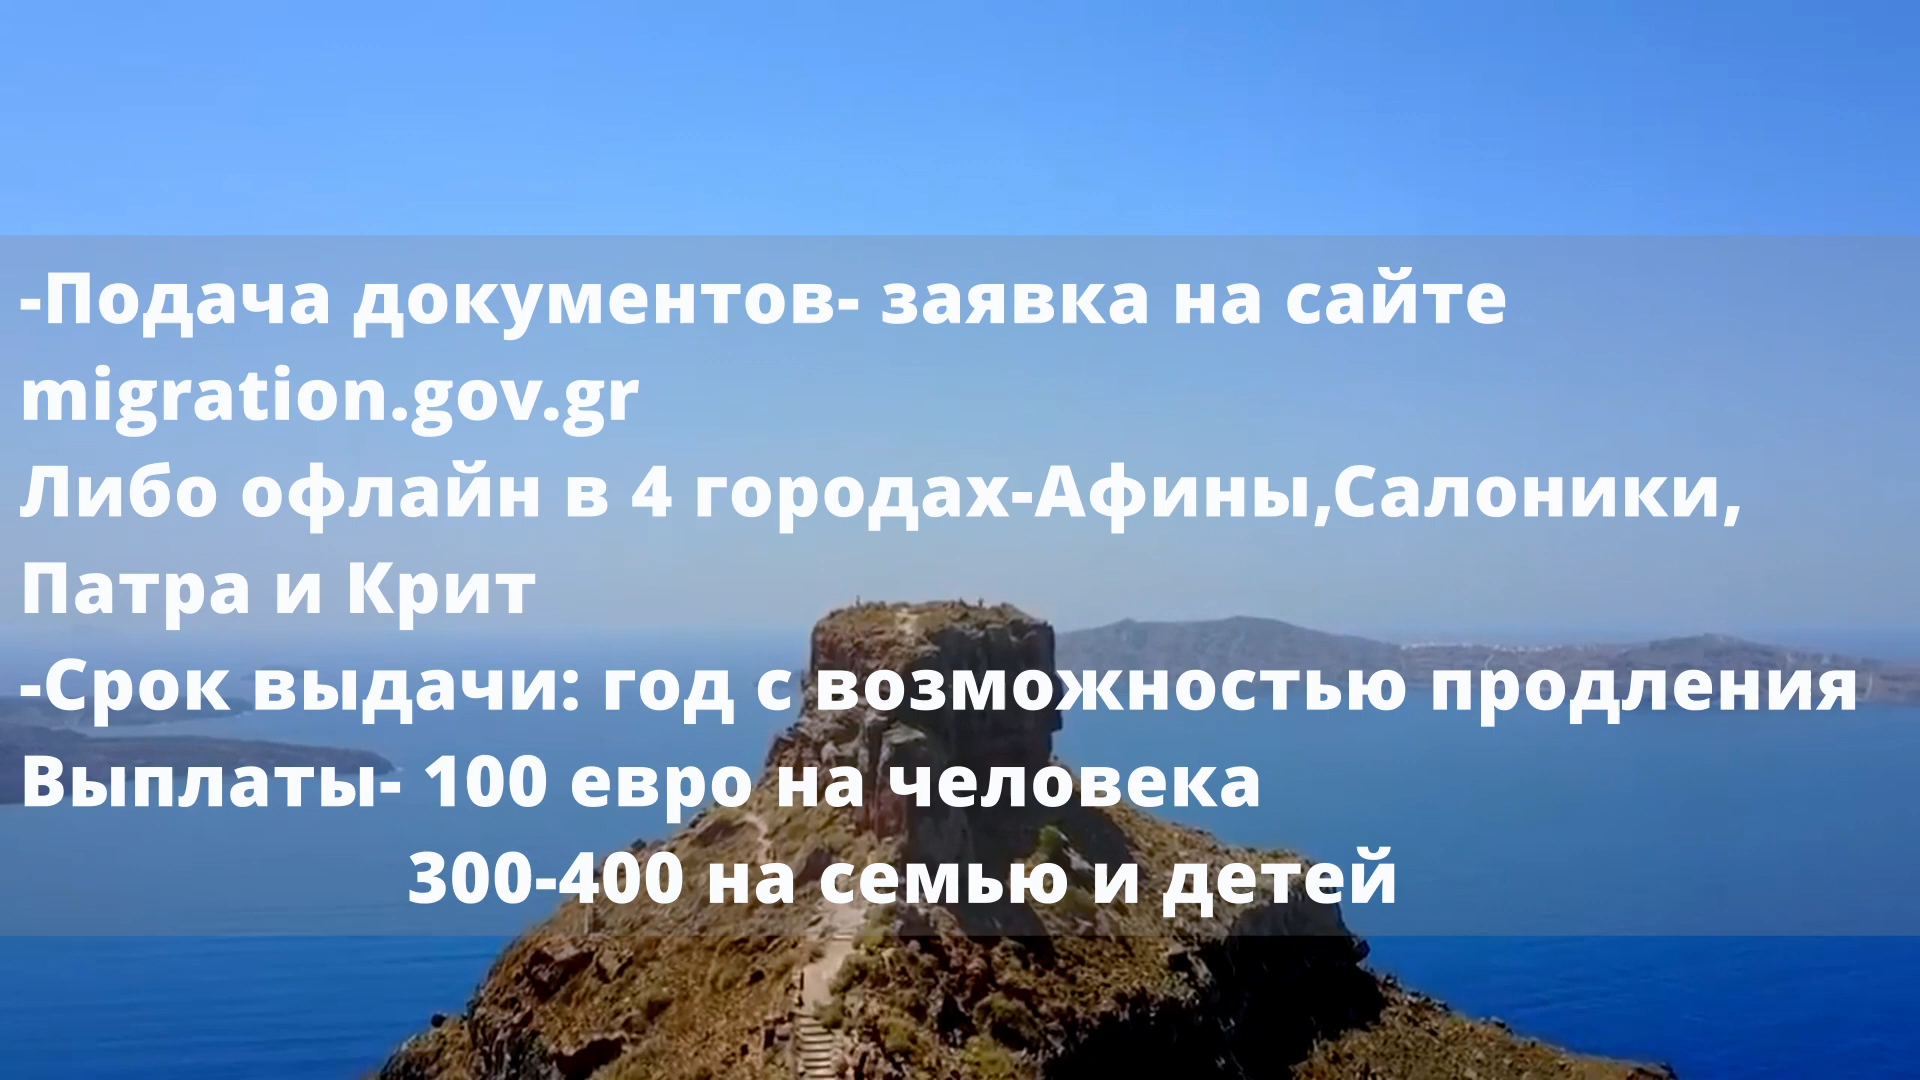 -Подача документов- заявка на сайте
migration.gov.gr
Либо офлайн в 4 городах-Афины,Салоники,
Патра и Крит
-Срок выдачи: год с возможностью продления
Выплаты- 100 евро на человека
300-400 на семью и детей